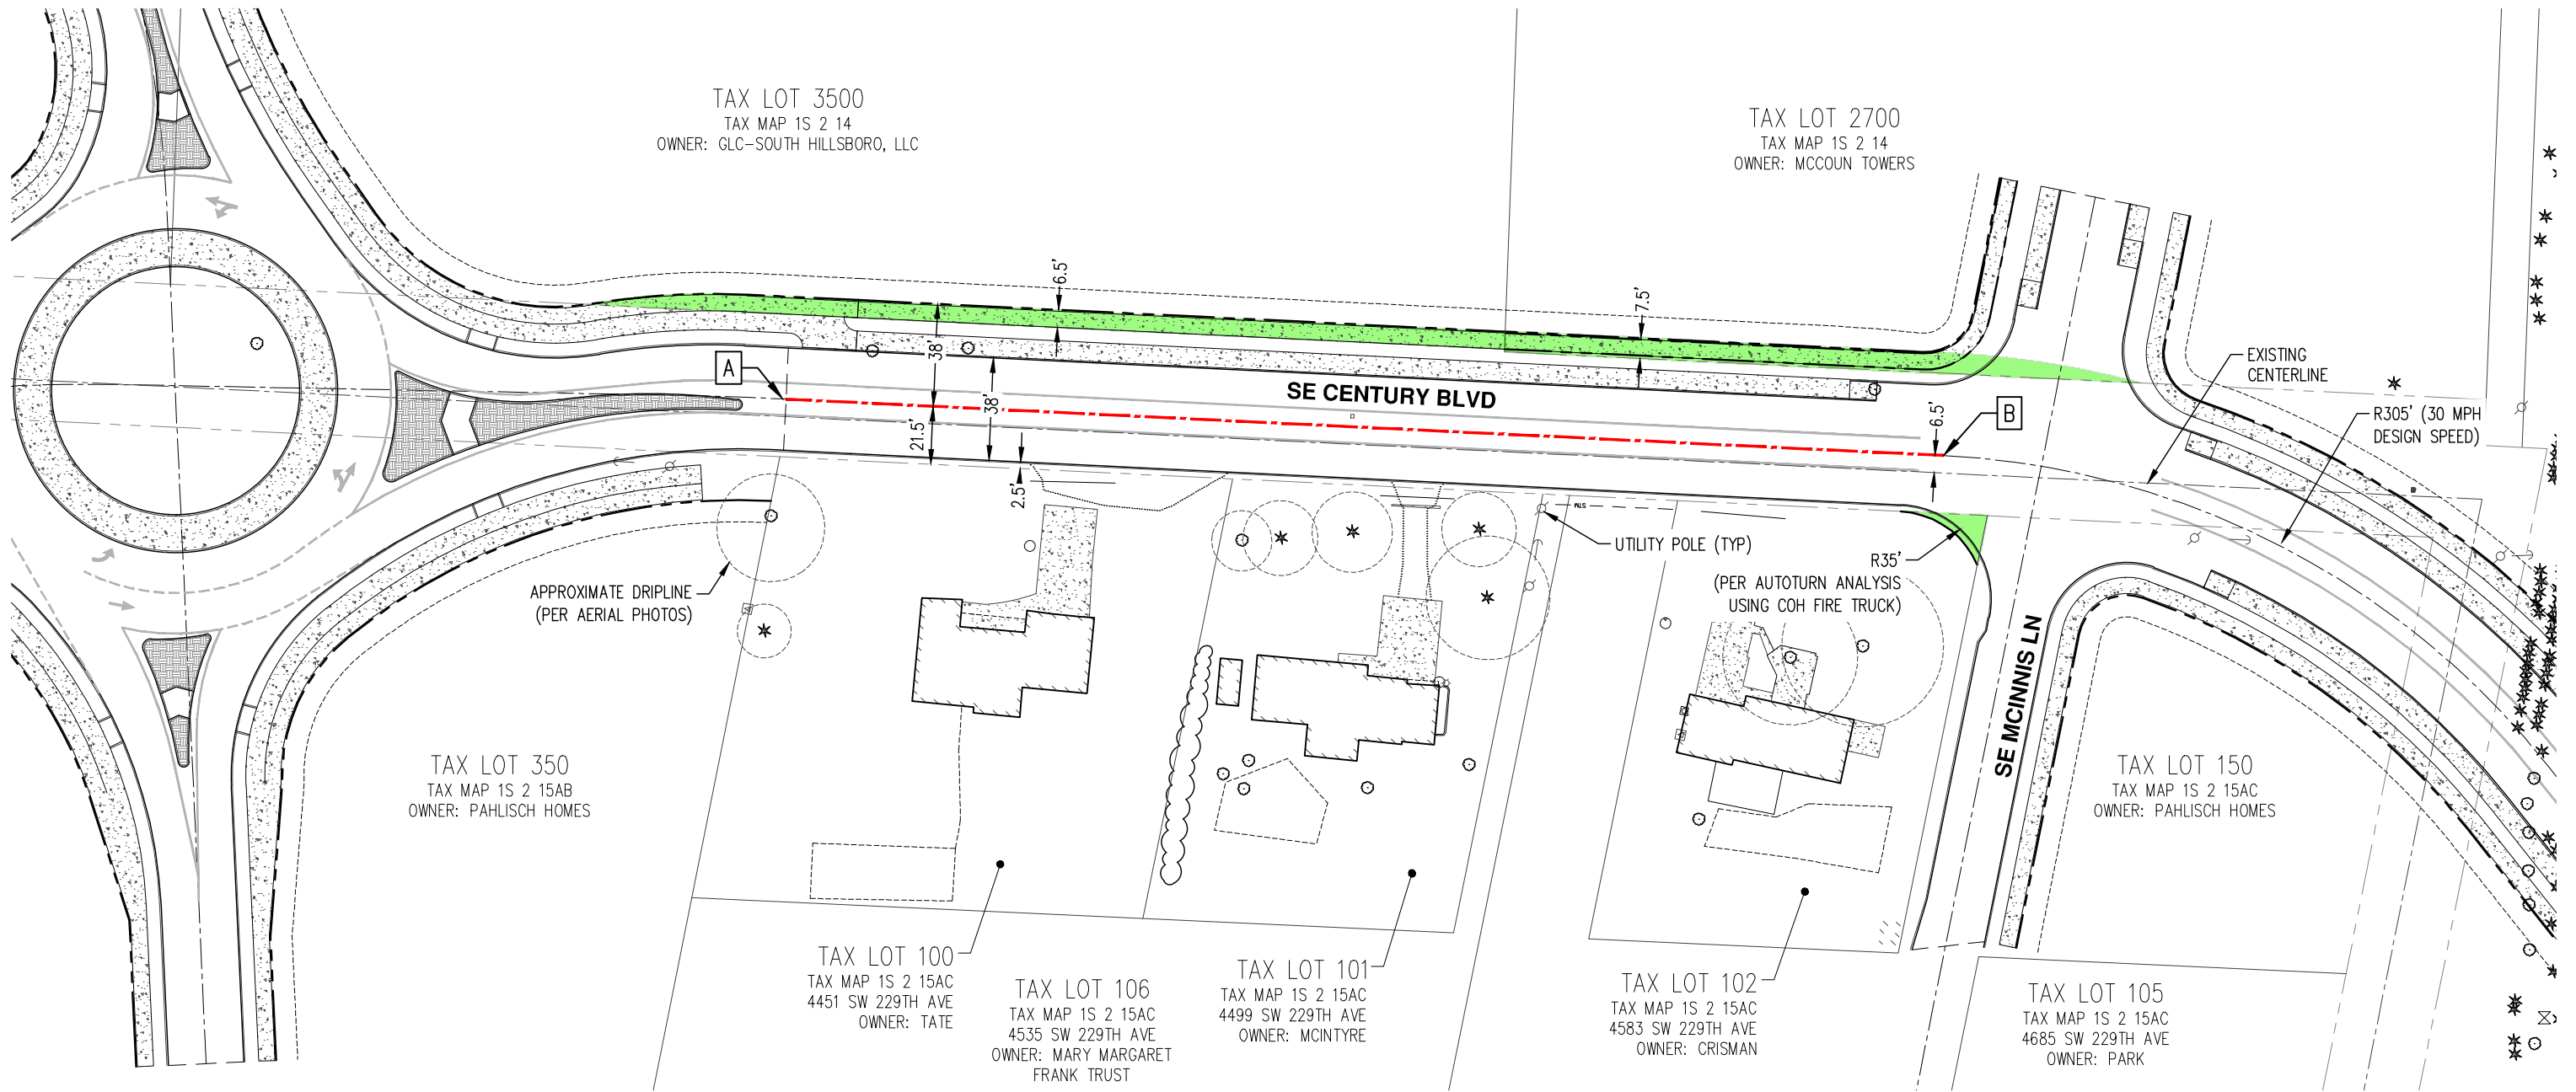 TAX LOT 3500
TAX MAP 1S 2 14
OWNER: GLC-SOUTH HILLSBORO, LLC
TAX LOT 2700
TAX MAP 1S 2 14
OWNER: MCCOUN TOWERS
6.5'
7.5'
38'
A
38'
21.5'
2.5'
SE CENTURY BLVD
6.5'
B
EXISTING
CENTERLINE
R305' (30 MPH
DESIGN SPEED)
UTILITY POLE (TYP)
R35'
(PER AUTOTURN ANALYSIS
USING COH FIRE TRUCK)
APPROXIMATE DRIPLINE
(PER AERIAL PHOTOS)
SE MCINNIS LN
TAX LOT 350
TAX MAP 1S 2 15AB
OWNER: PAHLISCH HOMES
TAX LOT 150
TAX MAP 1S 2 15AC
OWNER: PAHLISCH HOMES
TAX LOT 100
TAX MAP 1S 2 15AC
4451 SW 229TH AVE
OWNER: TATE
TAX LOT 106
TAX MAP 1S 2 15AC
4535 SW 229TH AVE
OWNER: MARY MARGARET
FRANK TRUST
TAX LOT 101
TAX MAP 1S 2 15AC
4499 SW 229TH AVE
OWNER: MCINTYRE
TAX LOT 102
TAX MAP 1S 2 15AC
4583 SW 229TH AVE
OWNER: CRISMAN
TAX LOT 105
TAX MAP 1S 2 15AC
4685 SW 229TH AVE
OWNER: PARK